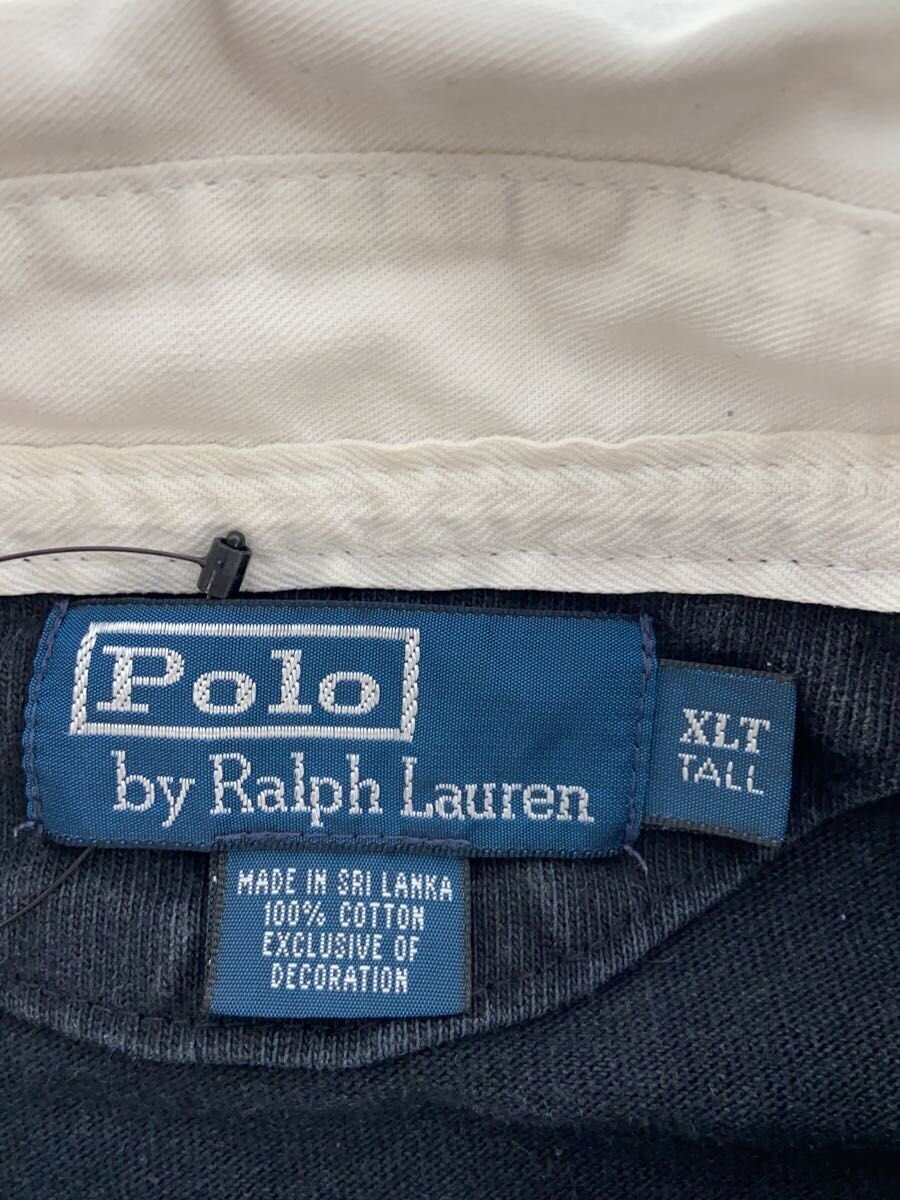 Polo
by Ralph Lauren
XLT
TALL
MADE IN SRI LANKA
100% COTTON
EXCLUSIVE OF
DECORATION